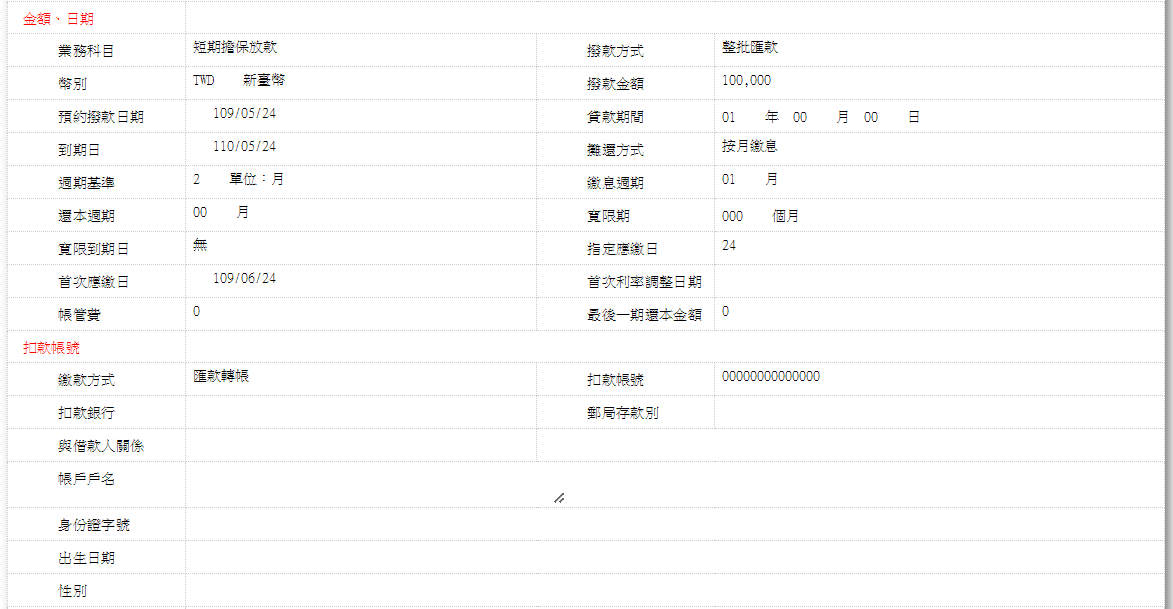 金額、日期
業務科目 短期擔保放款 撥款方式 整批匯款
幣別 TWD 新臺幣 撥款金額 100,000
預約撥款日期 109/05/24 貸款期間 01 年 00 月 00 日
到期日 110/05/24 攤還方式 按月繳息
週期基準 2 單位：月 繳息週期 01 月
還本週期 00 月 寬限期 000 個月
寬限到期日 無 指定應繳日 24
首次應繳日 109/06/24 首次利率調整日期
帳管費 0 最後一期還本金額 0
扣款帳號
繳款方式 匯款轉帳 扣款帳號 00000000000000
扣款銀行 郵局存款別
與借款人關係
帳戶戶名
身份證字號
出生日期
性別